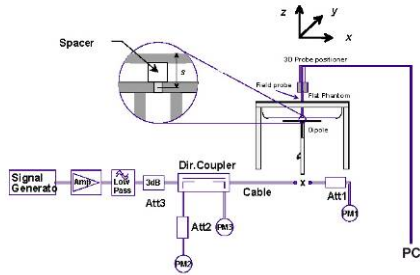 z
y
x
Spacer
s
3D Probe positioner
Field probe
Flat Phantom
Dipole
Signal
Generato
Amp
Low
Pass
3dB
Att3
Dir.Coupler
Cable
x
Att1
PM1
Att2
PM3
PM2
PC